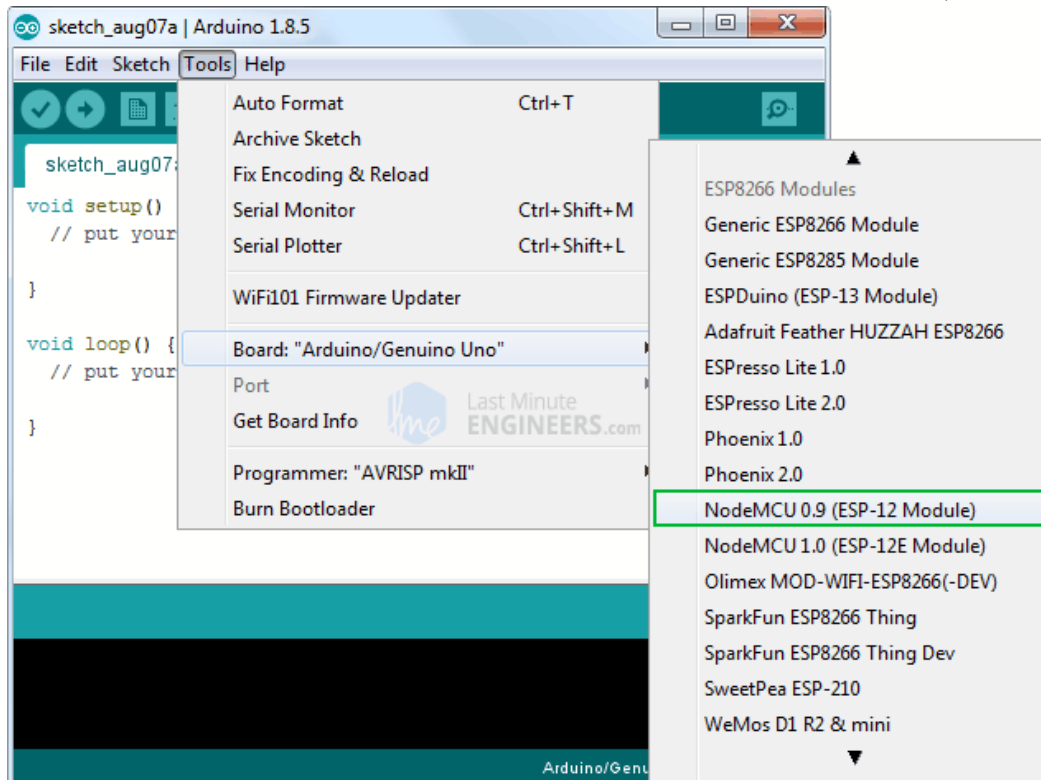 sketch_aug07a | Arduino 1.8.5
File Edit Sketch Tools Help
Auto Format Ctrl+T
Archive Sketch
sketch_aug07a
Fix Encoding & Reload
void setup()
Serial Monitor Ctrl+Shift+M
// put your
Serial Plotter Ctrl+Shift+L
}
WiFi101 Firmware Updater
void loop() {
Board: "Arduino/Genuino Uno"
// put your
Port
Get Board Info
}
Last Minute
ENGINEERS.com
lme
Programmer: "AVRISP mkII"
Burn Bootloader
ESP8266 Modules
Generic ESP8266 Module
Generic ESP8285 Module
ESPDuino (ESP-13 Module)
Adafruit Feather HUZZAH ESP8266
ESPresso Lite 1.0
ESPresso Lite 2.0
Phoenix 1.0
Phoenix 2.0
NodeMCU 0.9 (ESP-12 Module)
NodeMCU 1.0 (ESP-12E Module)
Olimex MOD-WIFI-ESP8266(-DEV)
SparkFun ESP8266 Thing
SparkFun ESP8266 Thing Dev
SweetPea ESP-210
WeMos D1 R2 & mini
Arduino/Genu